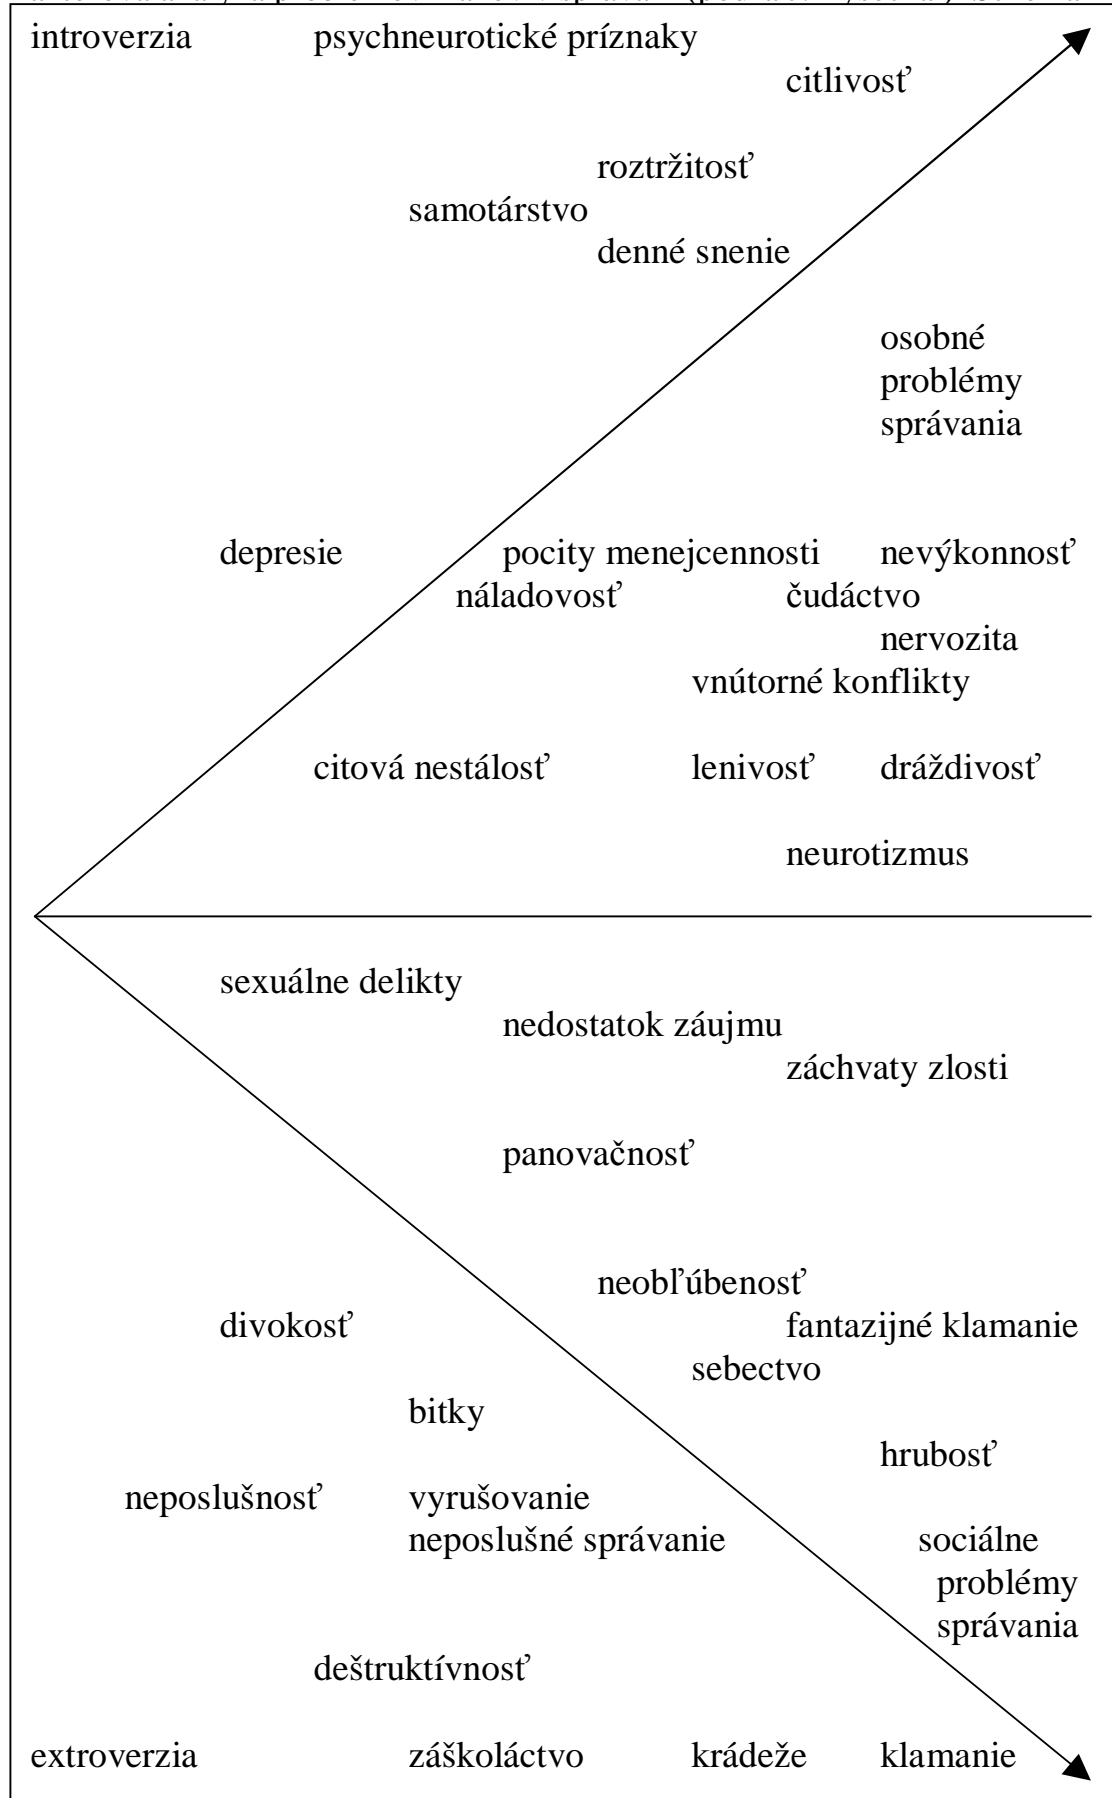 introverzia psychneurotické príznaky
citlivosť
roztržitosť
samotárstvo
denné snenie
osobné
problémy
správania
depresie pocity menejcennosti nevýkonnosť
náladovosť čudáctvo
nervozita
vnútorné konflikty
citová nestálosť lenivosť dráždivosť
neurotizmus
sexuálne delikty
nedostatok záujmu
záchvaty zlosti
panovačnosť
neobľúbenosť
divokosť fantazijné klamanie
sebectvo
bitky
hrubosť
neposlušnosť vyrušovanie
neposlušné správanie sociálne
problémy
správania
deštruktívnosť
extroverzia záškoláctvo krádeže klamanie